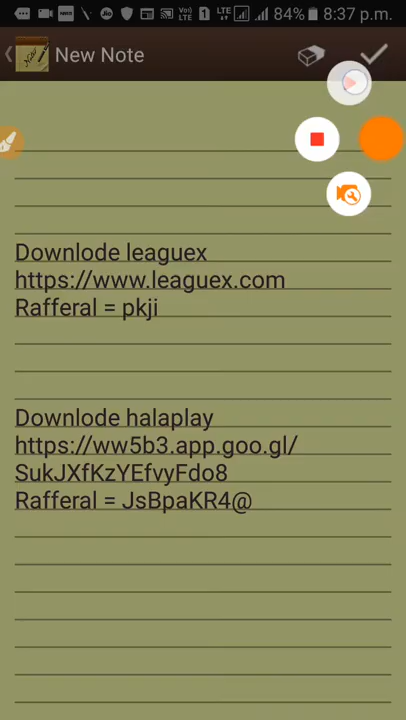 84% 8:37 p.m.
New Note
Downlode leaguex
https://www.leaguex.com
Rafferal = pkji
Downlode halaplay
https://ww5b3.app.goo.gl/
SukJXfKzYEfvyFdo8
Rafferal = JsBpaKR4@